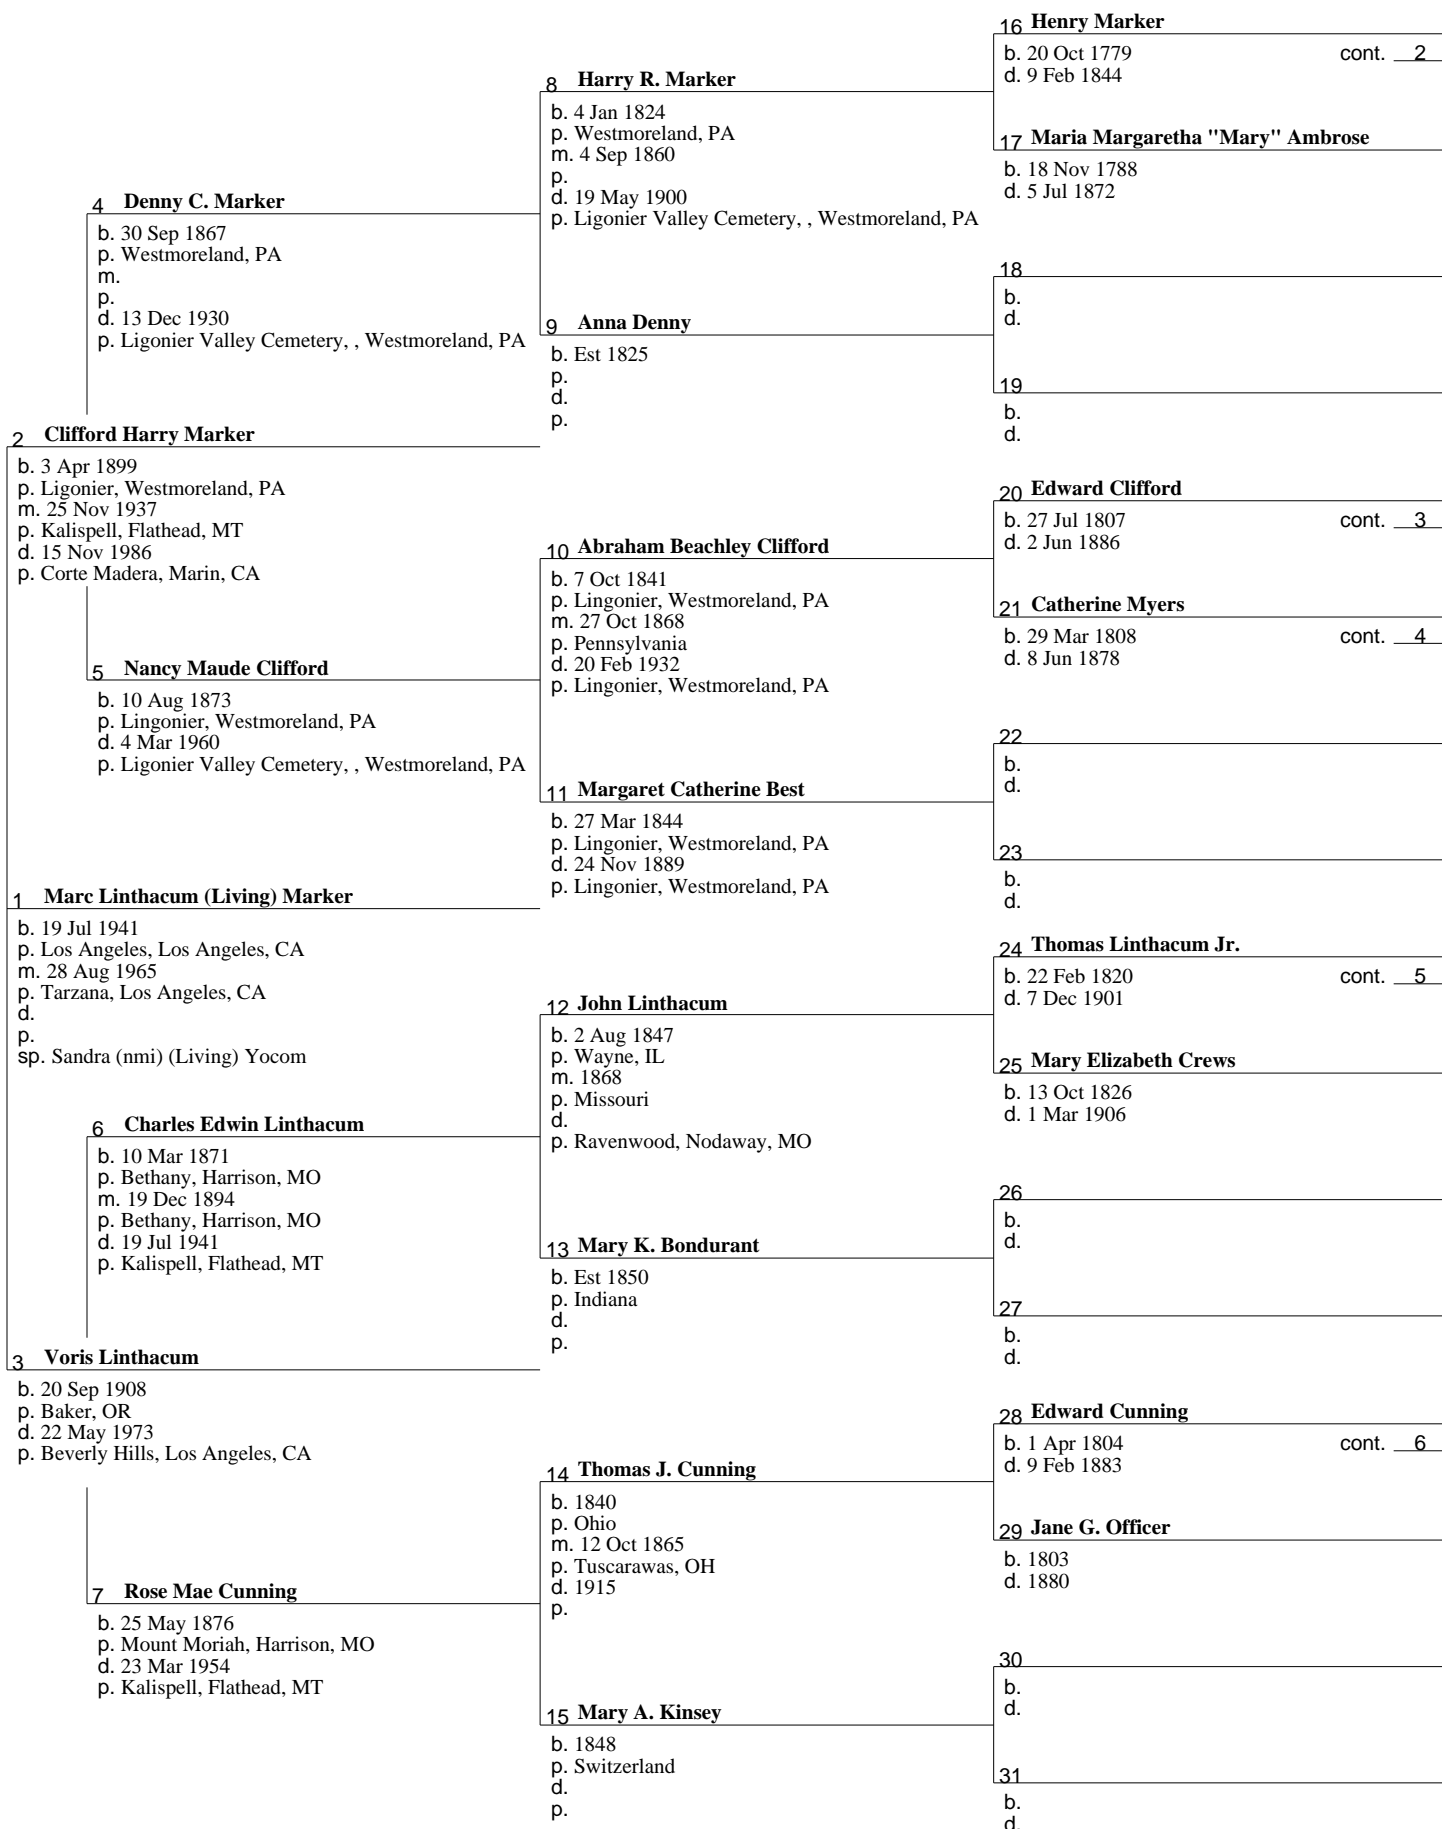 16 Henry Marker
b. 20 Oct 1779 cont. 2
d. 9 Feb 1844
8 Harry R. Marker
b. 4 Jan 1824
p. Westmoreland, PA
m. 4 Sep 1860
p.
d. 19 May 1900
p. Ligonier Valley Cemetery, , Westmoreland, PA
17 Maria Margaretha "Mary" Ambrose
b. 18 Nov 1788
d. 5 Jul 1872
4 Denny C. Marker
b. 30 Sep 1867
p. Westmoreland, PA
m.
p.
d. 13 Dec 1930
p. Ligonier Valley Cemetery, , Westmoreland, PA
18
b.
d.
9 Anna Denny
b. Est 1825
p.
d.
p.
19
b.
d.
2 Clifford Harry Marker
b. 3 Apr 1899
p. Ligonier, Westmoreland, PA
m. 25 Nov 1937
p. Kalispell, Flathead, MT
d. 15 Nov 1986
p. Corte Madera, Marin, CA
20 Edward Clifford
b. 27 Jul 1807 cont. 3
d. 2 Jun 1886
10 Abraham Beachley Clifford
b. 7 Oct 1841
p. Lingonier, Westmoreland, PA
m. 27 Oct 1868
p. Pennsylvania
d. 20 Feb 1932
p. Lingonier, Westmoreland, PA
21 Catherine Myers
b. 29 Mar 1808 cont. 4
d. 8 Jun 1878
5 Nancy Maude Clifford
b. 10 Aug 1873
p. Lingonier, Westmoreland, PA
d. 4 Mar 1960
p. Ligonier Valley Cemetery, , Westmoreland, PA
22
b.
d.
11 Margaret Catherine Best
b. 27 Mar 1844
p. Lingonier, Westmoreland, PA
d. 24 Nov 1889
p. Lingonier, Westmoreland, PA
23
b.
d.
1 Marc Linthacum (Living) Marker
b. 19 Jul 1941
p. Los Angeles, Los Angeles, CA
m. 28 Aug 1965
p. Tarzana, Los Angeles, CA
d.
p.
sp. Sandra (nmi) (Living) Yocom
24 Thomas Linthacum Jr.
b. 22 Feb 1820 cont. 5
d. 7 Dec 1901
12 John Linthacum
b. 2 Aug 1847
p. Wayne, IL
m. 1868
p. Missouri
d.
p. Ravenwood, Nodaway, MO
25 Mary Elizabeth Crews
b. 13 Oct 1826
d. 1 Mar 1906
6 Charles Edwin Linthacum
b. 10 Mar 1871
p. Bethany, Harrison, MO
m. 19 Dec 1894
p. Bethany, Harrison, MO
d. 19 Jul 1941
p. Kalispell, Flathead, MT
26
b.
d.
13 Mary K. Bondurant
b. Est 1850
p. Indiana
d.
p.
27
b.
d.
3 Voris Linthacum
b. 20 Sep 1908
p. Baker, OR
d. 22 May 1973
p. Beverly Hills, Los Angeles, CA
28 Edward Cunning
b. 1 Apr 1804 cont. 6
d. 9 Feb 1883
14 Thomas J. Cunning
b. 1840
p. Ohio
m. 12 Oct 1865
p. Tuscarawas, OH
d. 1915
p.
29 Jane G. Officer
b. 1803
d. 1880
7 Rose Mae Cunning
b. 25 May 1876
p. Mount Moriah, Harrison, MO
d. 23 Mar 1954
p. Kalispell, Flathead, MT
30
b.
d.
15 Mary A. Kinsey
b. 1848
p. Switzerland
d.
p.
31
b.
d.